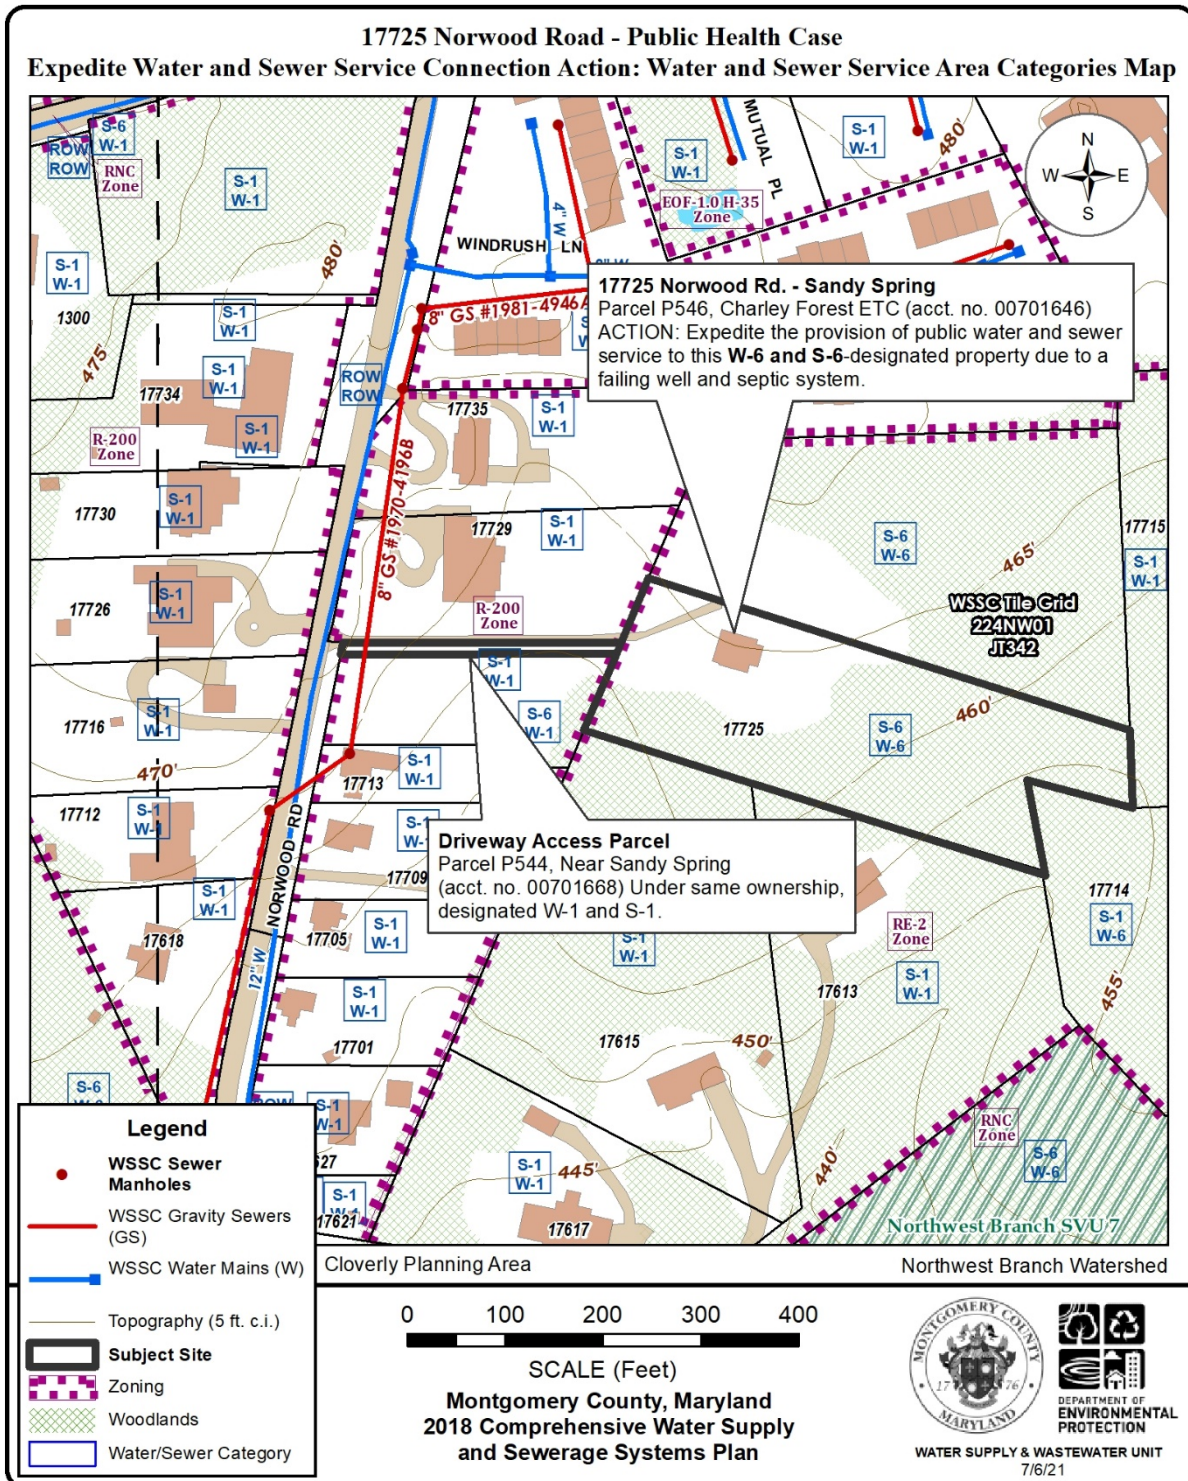 17725 Norwood Road - Public Health Case
Expedite Water and Sewer Service Connection Action: Water and Sewer Service Area Categories Map
S-6
W-1
ROW
ROW
RNC
Zone
S-1
W-1
480'
S-1
W-1
1300
475'
S-1
W-1
S-1
W-1
17734
S-1
W-1
R-200
Zone
17730
S-1
W-1
17726
S-1
W-1
17716
S-1
W-1
470'
17712
S-1
W-1
S-1
W-1
17618
S-6
4" W
WINDRUSH LN
8" GS #1981-4946A
ROW
ROW
8" GS #1970-4196B
17735
S-1
W-1
17729
S-1
W-1
R-200
Zone
S-1
W-1
S-6
W-1
S-1
W-1
17713
S-1
17709
S-1
W-1
17705
S-1
W-1
17701
S-1
W-1
S-1
W-1
17621
NORWOOD RD
12" W
MUTUAL PL
S-1
W-1
EOF-1.0 H-35
Zone
S-1
W-1
480'
N
W E
S
17725 Norwood Rd. - Sandy Spring
Parcel P546, Charley Forest ETC (acct. no. 00701646)
ACTION: Expedite the provision of public water and sewer
service to this W-6 and S-6-designated property due to a
failing well and septic system.
S-6
W-6
465'
17715
S-1
W-1
WSSC Tile Grid
224NW01
JT342
17725
S-6
W-6
460'
Driveway Access Parcel
Parcel P544, Near Sandy Spring
(acct. no. 00701668) Under same ownership,
designated W-1 and S-1.
S-1
W-1
RE-2
Zone
S-1
W-1
17714
S-1
W-6
455'
17613
17615
450'
440'
S-1
W-1
445'
17617
RNC
Zone
S-6
W-6
Northwest Branch SVU 7
Legend
WSSC Sewer
Manholes
WSSC Gravity Sewers
(GS)
WSSC Water Mains (W)
Topography (5 ft. c.i.)
Subject Site
Zoning
Woodlands
Water/Sewer Category
Cloverly Planning Area
Northwest Branch Watershed
0 100 200 300 400
SCALE (Feet)
Montgomery County, Maryland
2018 Comprehensive Water Supply
and Sewerage Systems Plan
MONTGOMERY COUNTY
17 76
MARYLAND
DEPARTMENT OF
ENVIRONMENTAL
PROTECTION
WATER SUPPLY & WASTEWATER UNIT
7/6/21